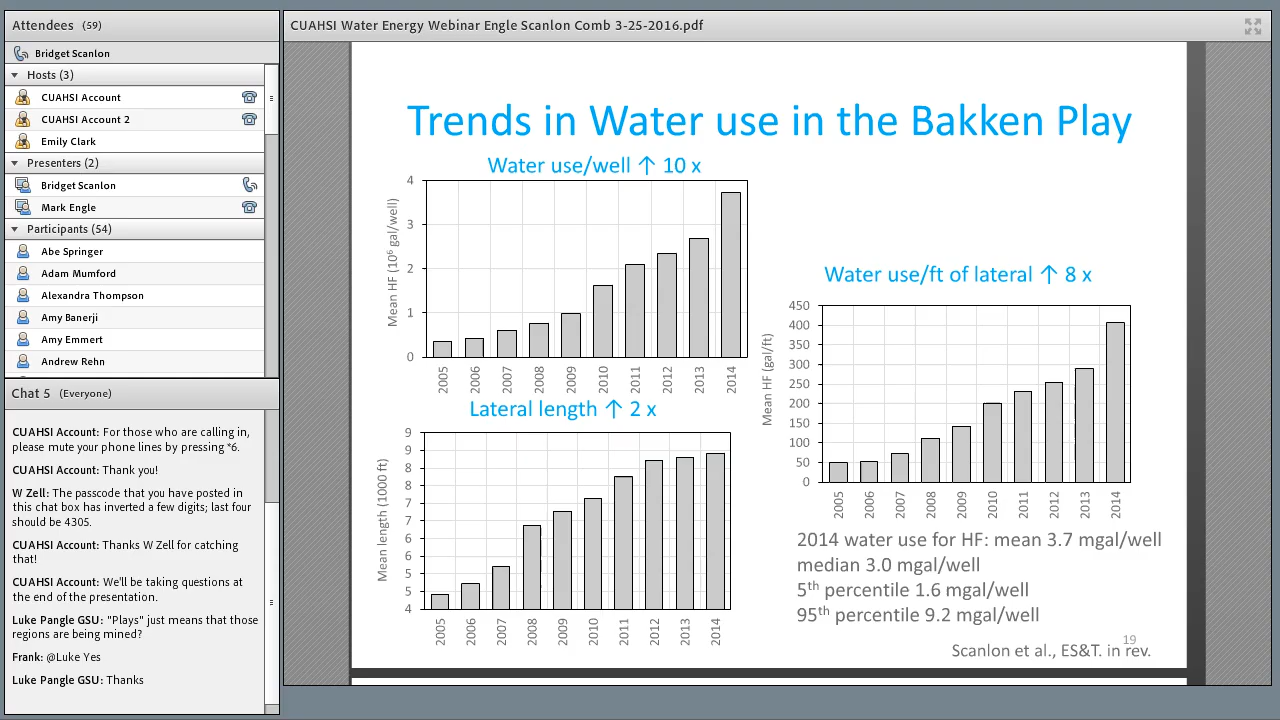 Attendees (59)
Bridget Scanlon
Hosts (3)
CUAHSI Account
CUAHSI Account 2
Emily Clark
Presenters (2)
Bridget Scanlon
Mark Engle
Participants (54)
Abe Springer
Adam Mumford
Alexandra Thompson
Amy Banerji
Amy Emmert
Andrew Rehn
Chat 5 (Everyone)
CUAHSI Account: For those who are calling in,
please mute your phone lines by pressing *6.
CUAHSI Account: Thank you!
W Zell: The passcode that you have posted in
this chat box has inverted a few digits; last four
should be 4305.
CUAHSI Account: Thanks W Zell for catching
that!
CUAHSI Account: We'll be taking questions at
the end of the presentation.
Luke Pangle GSU: "Plays" just means that those
regions are being mined?
Frank: @Luke Yes
Luke Pangle GSU: Thanks
CUAHSI Water Energy Webinar Engle Scanlon Comb 3-25-2016.pdf
Trends in Water use in the Bakken Play
Water use/well ↑ 10 x
Mean HF (10⁶ gal/well)
4
3
2
1
0
2005 2006 2007 2008 2009 2010 2011 2012 2013 2014
Lateral length ↑ 2 x
Mean length (1000 ft)
9
9
8
8
7
7
6
6
5
5
4
2005 2006 2007 2008 2009 2010 2011 2012 2013 2014
Water use/ft of lateral ↑ 8 x
Mean HF (gal/ft)
450
400
350
300
250
200
150
100
50
0
2005 2006 2007 2008 2009 2010 2011 2012 2013 2014
2014 water use for HF: mean 3.7 mgal/well
median 3.0 mgal/well
5th percentile 1.6 mgal/well
95th percentile 9.2 mgal/well
19
Scanlon et al., ES&T. in rev.